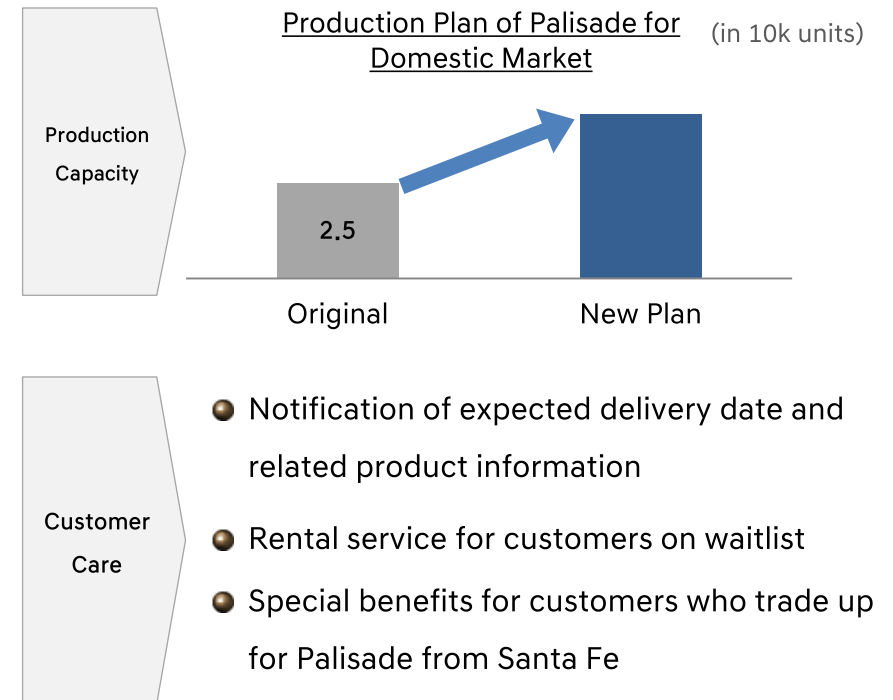 Production Plan of Palisade for
Domestic Market
(in 10k units)
Production
Capacity
2.5
Original
New Plan
Customer
Care
Notification of expected delivery date and
related product information
Rental service for customers on waitlist
Special benefits for customers who trade up
for Palisade from Santa Fe